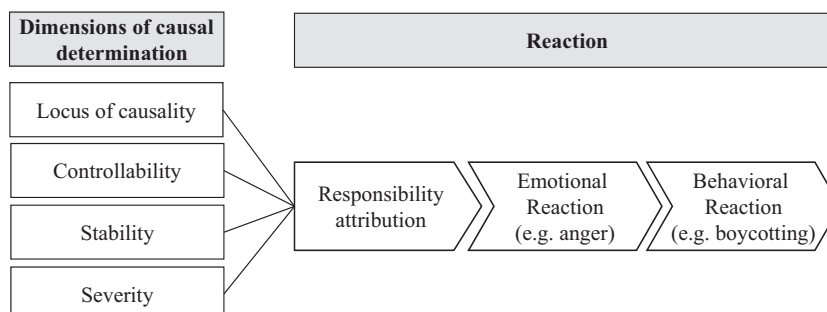 Dimensions of causal
determination
Reaction
Locus of causality
Controllability
Stability
Severity
Responsibility
attribution
Emotional
Reaction
(e.g. anger)
Behavioral
Reaction
(e.g. boycotting)